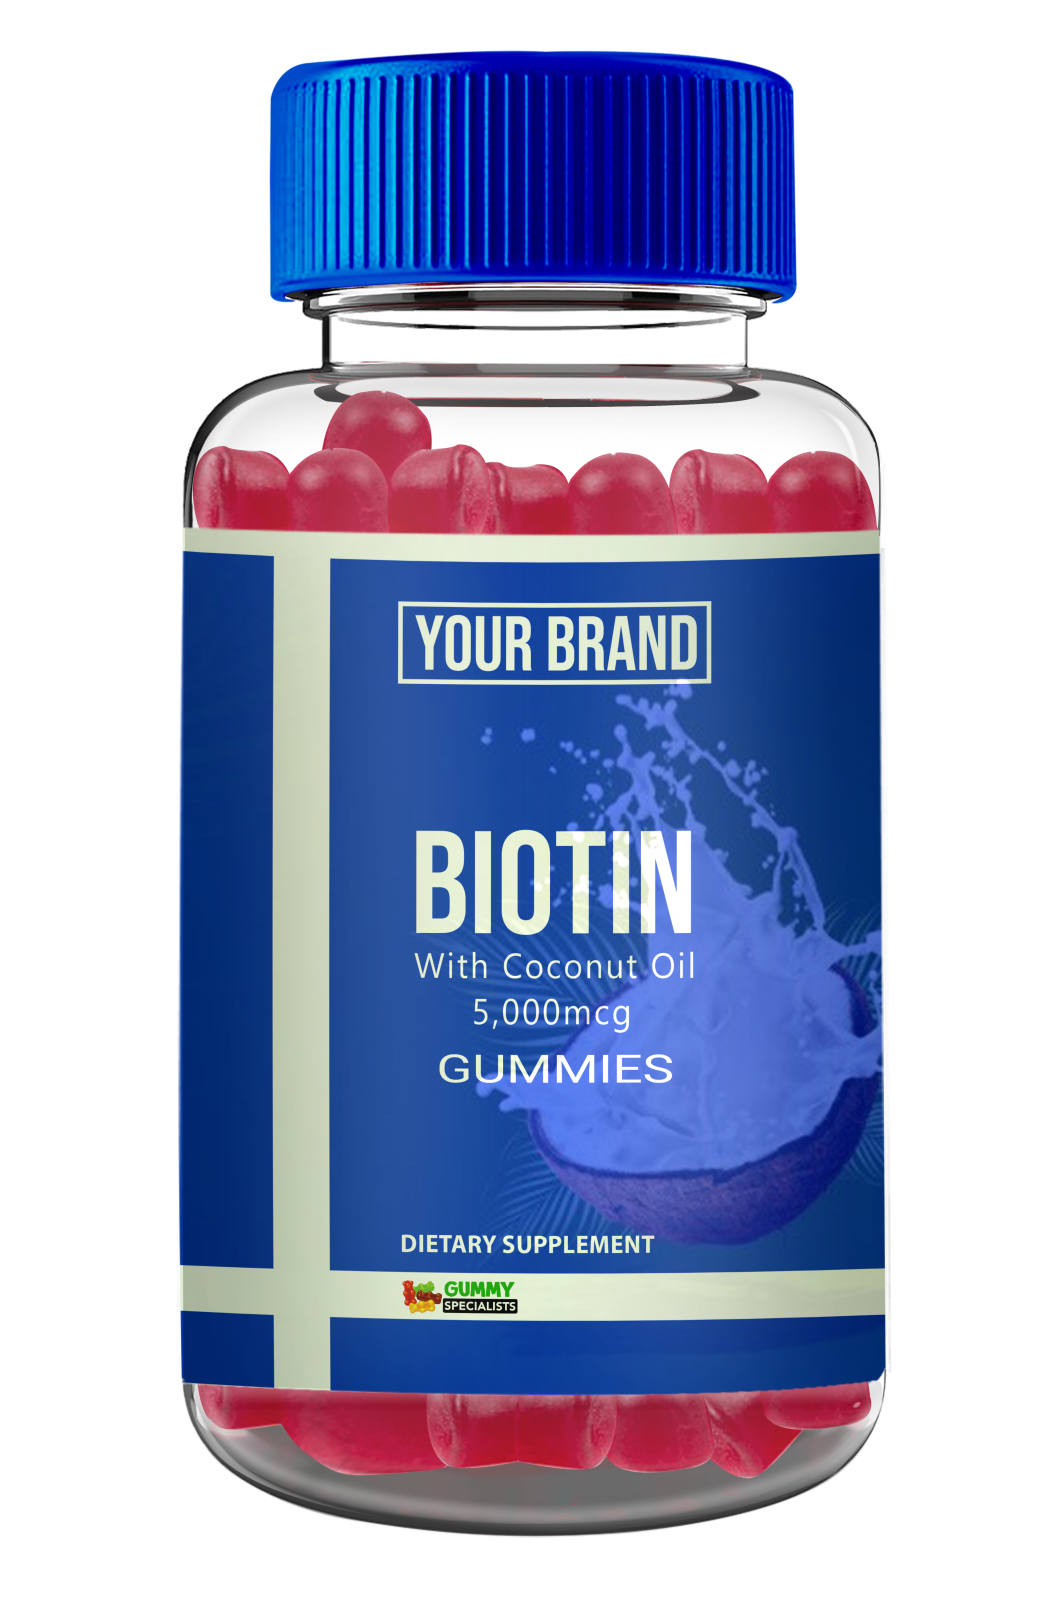 YOUR BRAND
BIOTIN
With Coconut Oil
5,000mcg
GUMMIES
DIETARY SUPPLEMENT
GUMMY
SPECIALISTS